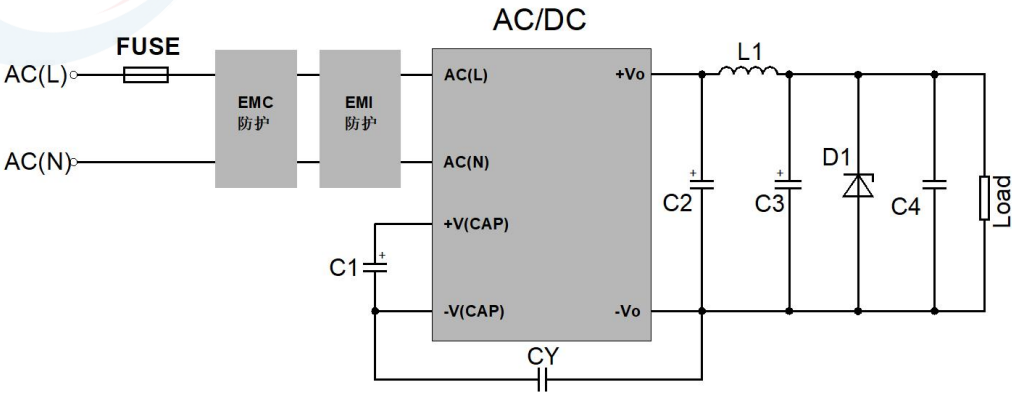 AC/DC
FUSE
AC(L)
EMC
防护
EMI
防护
AC(L)
+Vo
L1
AC(N)
AC(N)
D1
C2
C3
C4
Load
+V(CAP)
+
+
+
C1
-V(CAP)
-Vo
CY